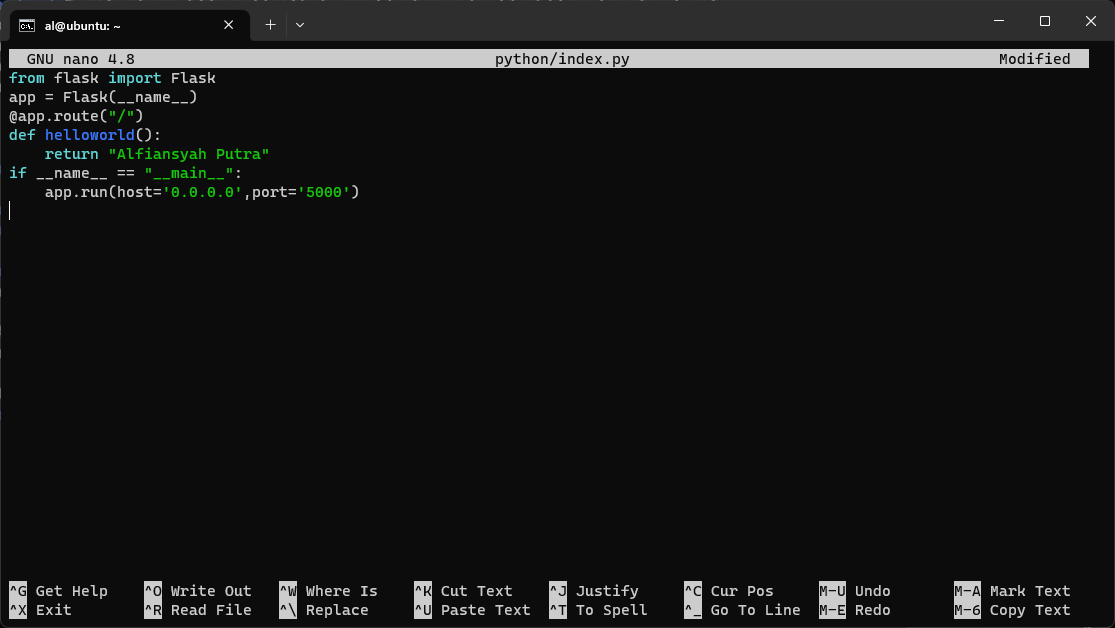 al@ubuntu: ~
GNU nano 4.8 python/index.py Modified
from flask import Flask
app = Flask(__name__)
@app.route("/")
def helloworld():
    return "Alfiansyah Putra"
if __name__ == "__main__":
    app.run(host='0.0.0.0',port='5000')
^G Get Help ^O Write Out ^W Where Is ^K Cut Text ^J Justify ^C Cur Pos M-U Undo M-A Mark Text
^X Exit ^R Read File ^\ Replace ^U Paste Text ^T To Spell ^_ Go To Line M-E Redo M-6 Copy Text